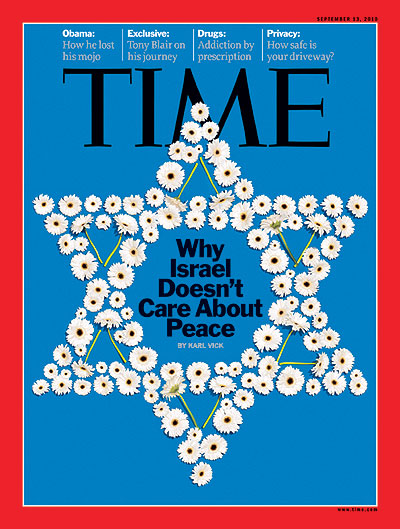 SEPTEMBER 13, 2010
Obama:
How he lost
his mojo
Exclusive:
Tony Blair on
his journey
Drugs:
Addiction by
prescription
Privacy:
How safe is
your driveway?
TIME
Why
Israel
Doesn't
Care About
Peace
BY KARL VICK
www.time.com